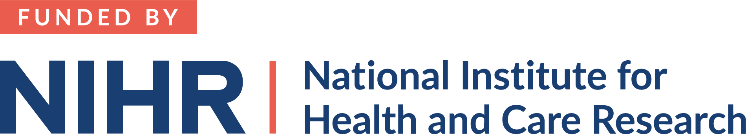 FUNDED BY
NIHR
National Institute for
Health and Care Research